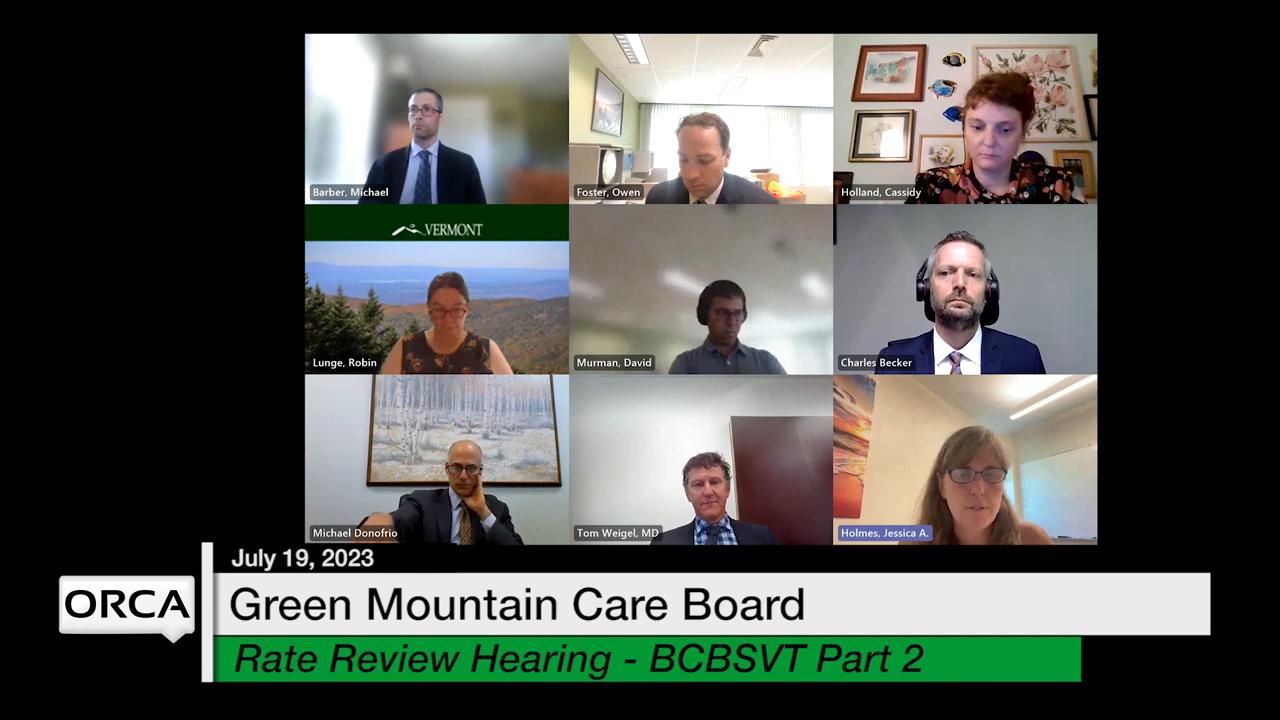 Barber, Michael
Foster, Owen
Holland, Cassidy
VERMONT
Lunge, Robin
Murman, David
Charles Becker
Michael Donofrio
Tom Weigel, MD
Holmes, Jessica A.
July 19, 2023
ORCA
Green Mountain Care Board
Rate Review Hearing - BCBSVT Part 2